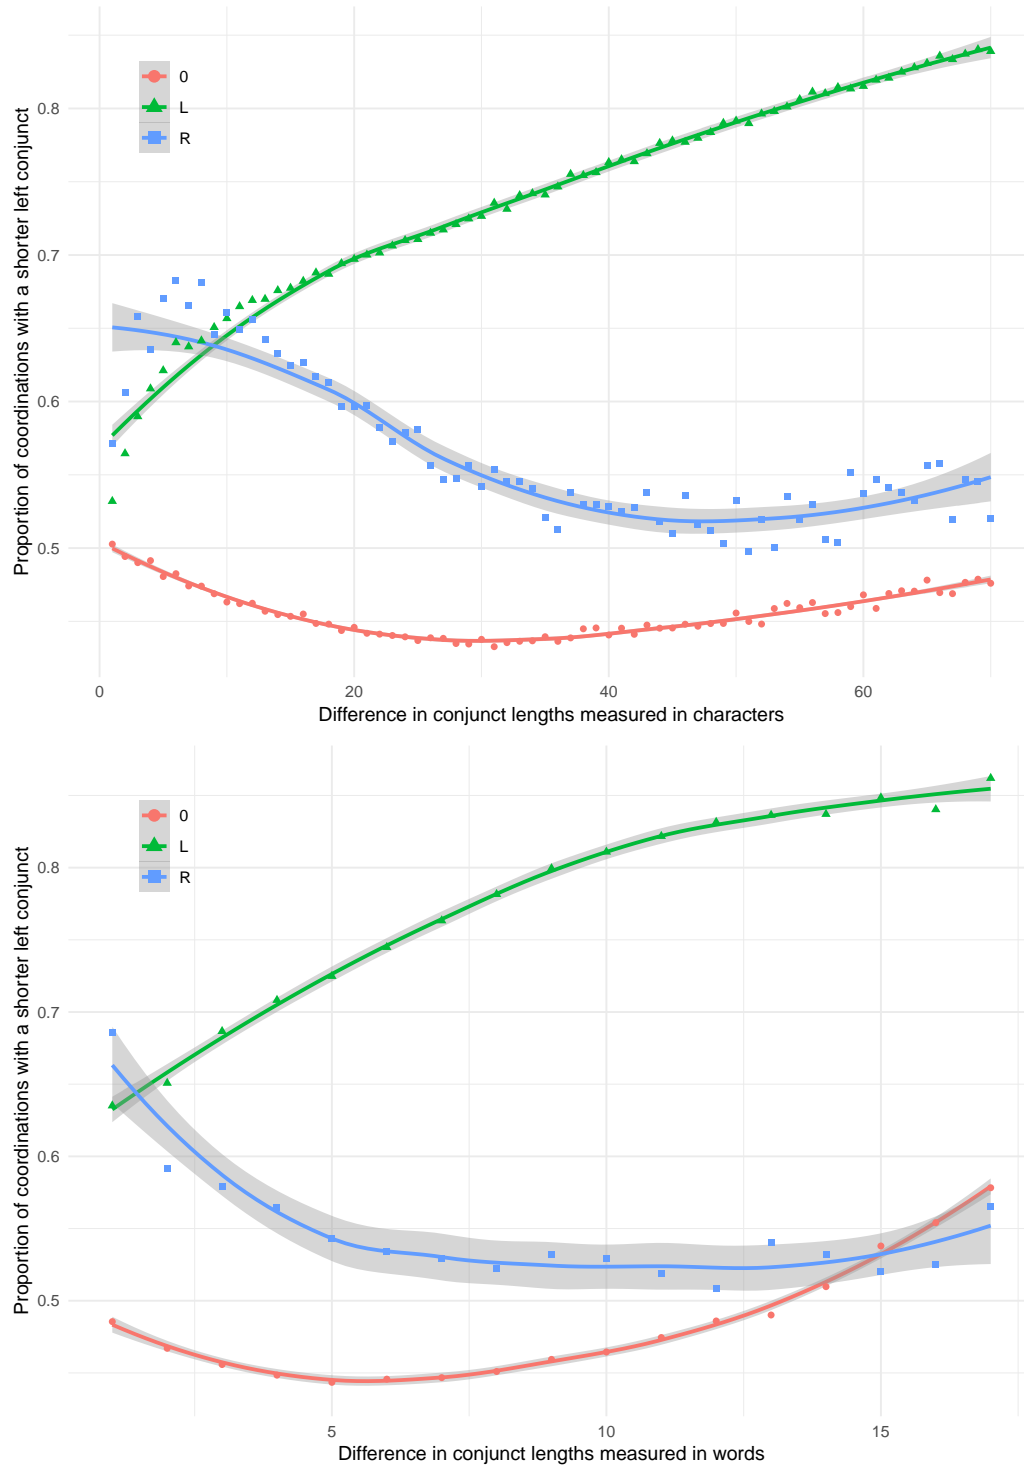 Proportion of coordinations with a shorter left conjunct
0.8
0.7
0.6
0.5
0
L
R
0
20
40
60
Difference in conjunct lengths measured in characters
Proportion of coordinations with a shorter left conjunct
0.8
0.7
0.6
0.5
0
L
R
5
10
15
Difference in conjunct lengths measured in words